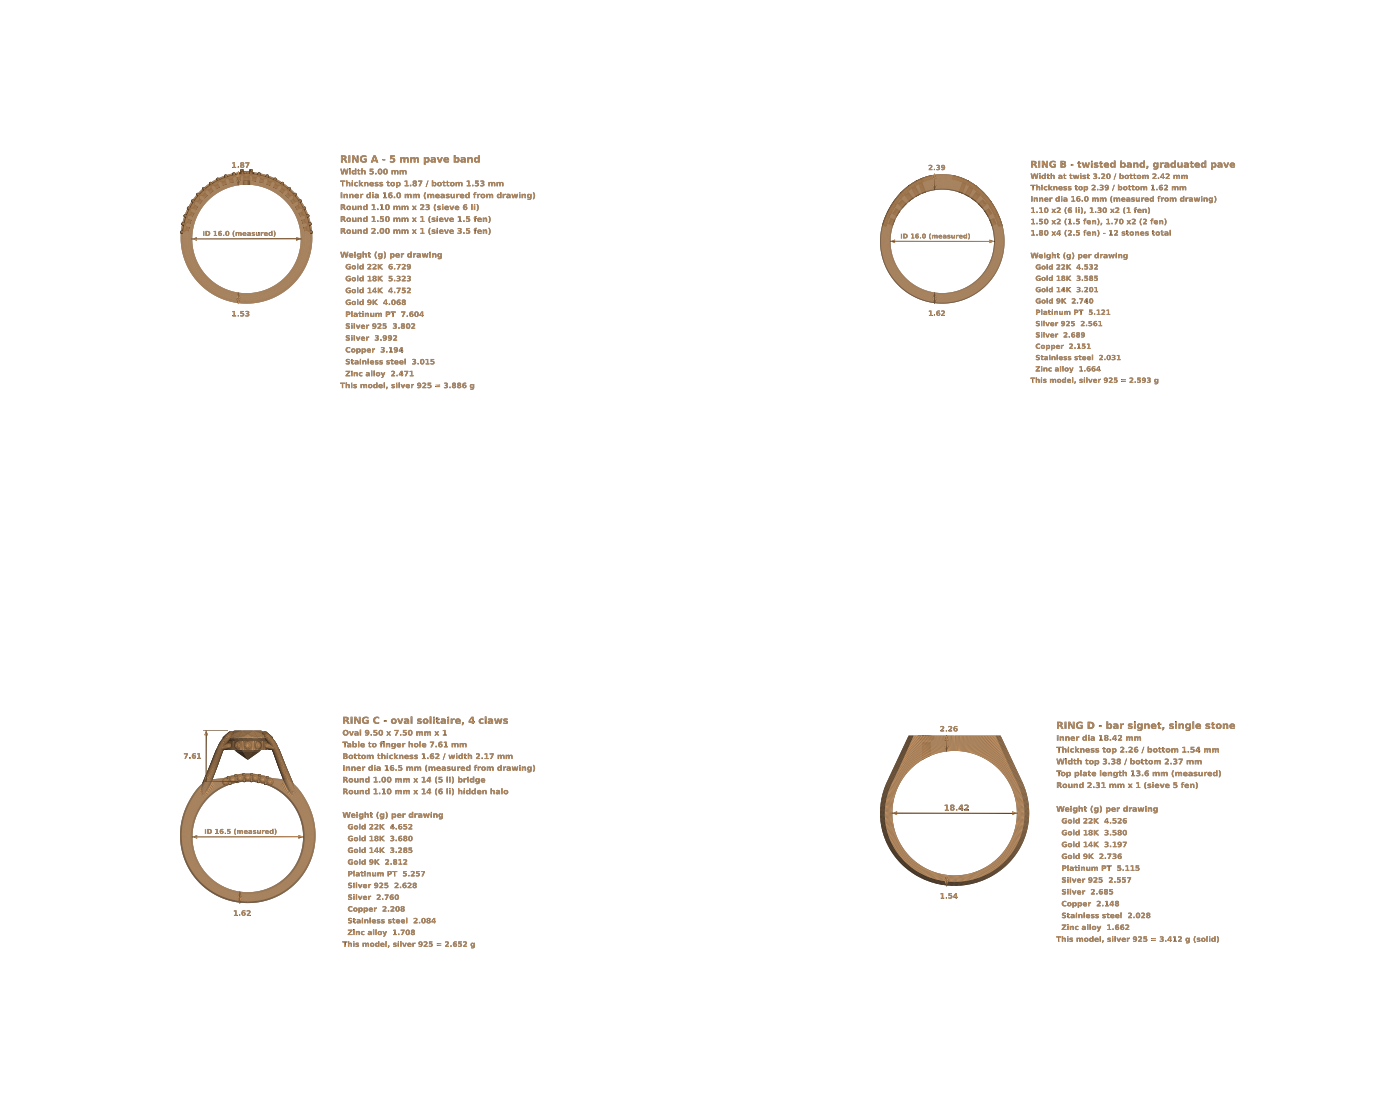 1.87
ID 16.0 (measured)
1.53
RING A - 5 mm pave band
Width 5.00 mm
Thickness top 1.87 / bottom 1.53 mm
Inner dia 16.0 mm (measured from drawing)
Round 1.10 mm x 23 (sieve 6 li)
Round 1.50 mm x 1 (sieve 1.5 fen)
Round 2.00 mm x 1 (sieve 3.5 fen)
Weight (g) per drawing
Gold 22K 6.729
Gold 18K 5.323
Gold 14K 4.752
Gold 9K 4.068
Platinum PT 7.604
Silver 925 3.802
Silver 3.992
Copper 3.194
Stainless steel 3.015
Zinc alloy 2.471
This model, silver 925 = 3.886 g
2.39
ID 16.0 (measured)
1.62
RING B - twisted band, graduated pave
Width at twist 3.20 / bottom 2.42 mm
Thickness top 2.39 / bottom 1.62 mm
Inner dia 16.0 mm (measured from drawing)
1.10 x2 (6 li), 1.30 x2 (1 fen)
1.50 x2 (1.5 fen), 1.70 x2 (2 fen)
1.80 x4 (2.5 fen) - 12 stones total
Weight (g) per drawing
Gold 22K 4.532
Gold 18K 3.585
Gold 14K 3.201
Gold 9K 2.740
Platinum PT 5.121
Silver 925 2.561
Silver 2.689
Copper 2.151
Stainless steel 2.031
Zinc alloy 1.664
This model, silver 925 = 2.593 g
7.61
ID 16.5 (measured)
1.62
RING C - oval solitaire, 4 claws
Oval 9.50 x 7.50 mm x 1
Table to finger hole 7.61 mm
Bottom thickness 1.62 / width 2.17 mm
Inner dia 16.5 mm (measured from drawing)
Round 1.00 mm x 14 (5 li) bridge
Round 1.10 mm x 14 (6 li) hidden halo
Weight (g) per drawing
Gold 22K 4.652
Gold 18K 3.680
Gold 14K 3.285
Gold 9K 2.812
Platinum PT 5.257
Silver 925 2.628
Silver 2.760
Copper 2.208
Stainless steel 2.084
Zinc alloy 1.708
This model, silver 925 = 2.652 g
2.26
18.42
1.54
RING D - bar signet, single stone
Inner dia 18.42 mm
Thickness top 2.26 / bottom 1.54 mm
Width top 3.38 / bottom 2.37 mm
Top plate length 13.6 mm (measured)
Round 2.31 mm x 1 (sieve 5 fen)
Weight (g) per drawing
Gold 22K 4.526
Gold 18K 3.580
Gold 14K 3.197
Gold 9K 2.736
Platinum PT 5.115
Silver 925 2.557
Silver 2.685
Copper 2.148
Stainless steel 2.028
Zinc alloy 1.662
This model, silver 925 = 3.412 g (solid)